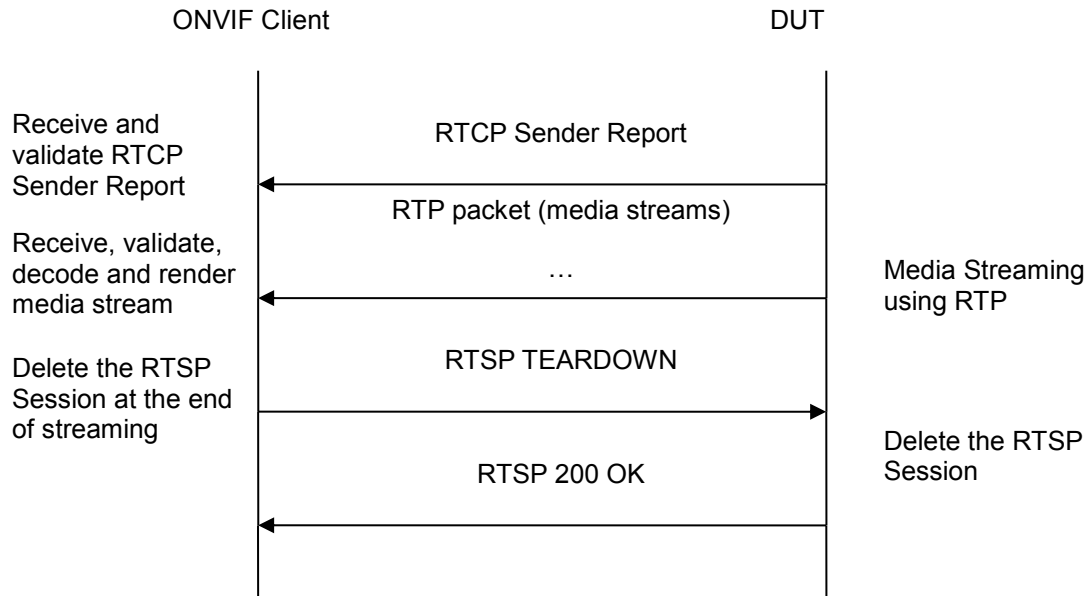 ONVIF Client
DUT
Receive and
validate RTCP
Sender Report
RTCP Sender Report
RTP packet (media streams)
Receive, validate,
decode and render
media stream
…
Media Streaming
using RTP
RTSP TEARDOWN
Delete the RTSP
Session at the end
of streaming
Delete the RTSP
Session
RTSP 200 OK